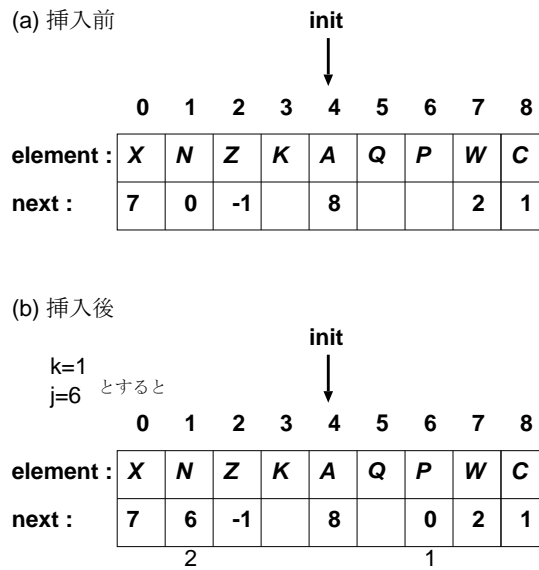 (a) 挿入前
init
0 1 2 3 4 5 6 7 8
element : X N Z K A Q P W C
next : 7 0 -1 8 2 1
(b) 挿入後
init
k=1
j=6 とすると
0 1 2 3 4 5 6 7 8
element : X N Z K A Q P W C
next : 7 6 -1 8 0 2 1
2 1